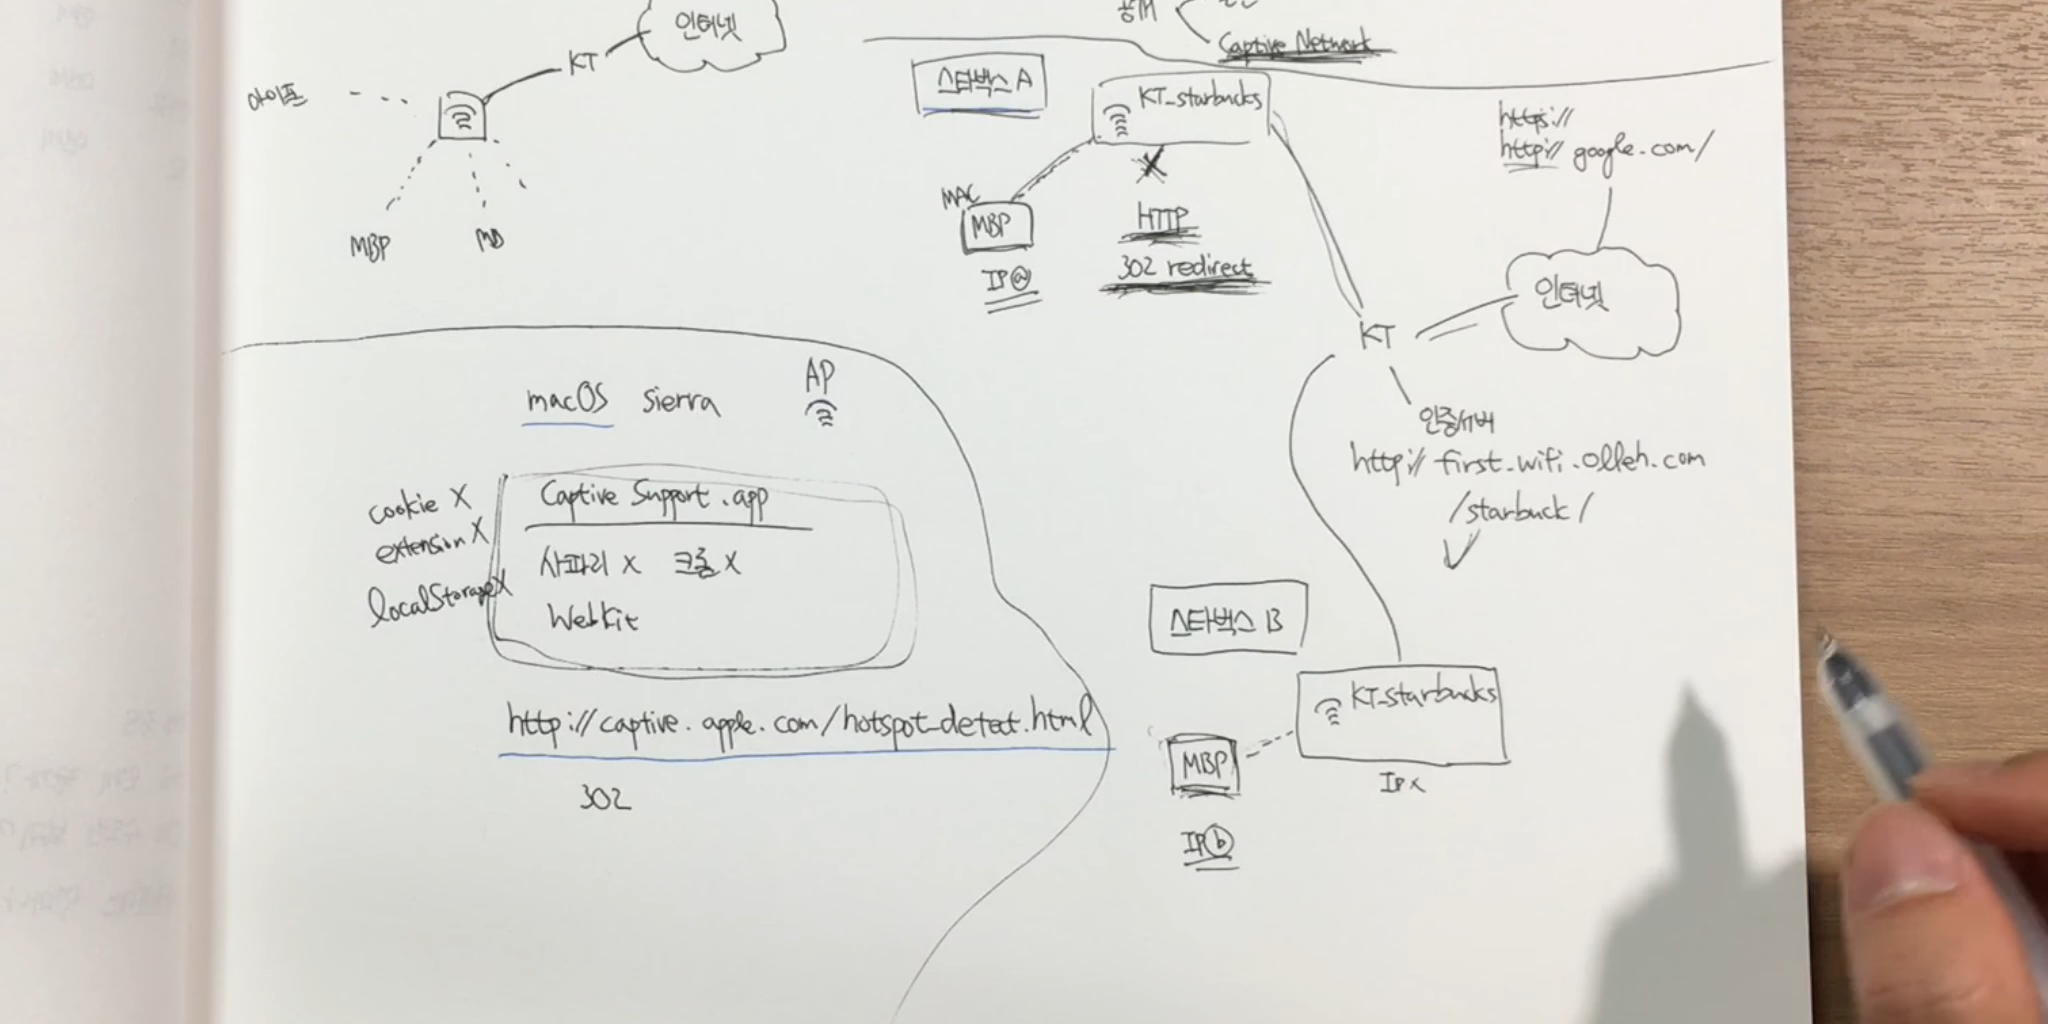 인터넷
KT
아이폰
MBP
Captive Network
스타벅스 A
KT_starbucks
MAC
MBP
IP@
X
HTTP
302 redirect
https://
http:// google.com/
인터넷
KT
인증서버
http:// first.wifi.olleh.com
/starbuck/
macOS sierra
AP
cookie X
extension X
localStorage X
Captive Support.app
사파리 X 크롬 X
WebKit
http://captive.apple.com/hotspot_detect.html
302
스타벅스 B
KT_starbucks
MBP
IP x
IP ⓑ